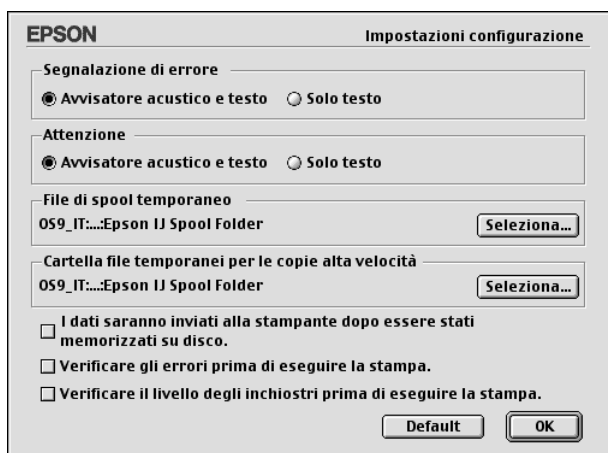 EPSON
Impostazioni configurazione
Segnalazione di errore
Avvisatore acustico e testo
Solo testo
Attenzione
Avvisatore acustico e testo
Solo testo
File di spool temporaneo
OS9_IT:...:Epson IJ Spool Folder
Seleziona...
Cartella file temporanei per le copie alta velocità
OS9_IT:...:Epson IJ Spool Folder
Seleziona...
I dati saranno inviati alla stampante dopo essere stati
memorizzati su disco.
Verificare gli errori prima di eseguire la stampa.
Verificare il livello degli inchiostri prima di eseguire la stampa.
Default
OK